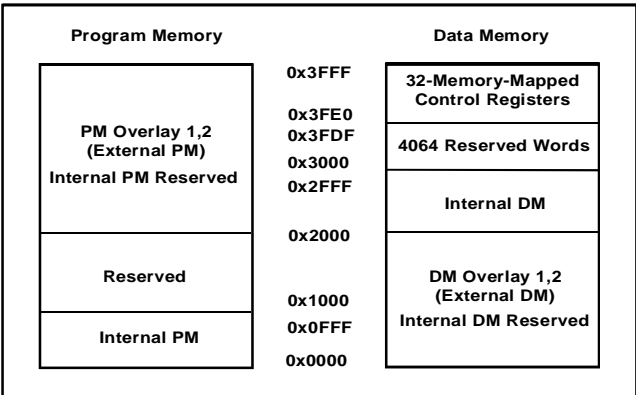 Program Memory
Data Memory
PM Overlay 1,2
(External PM)
Internal PM Reserved
Reserved
Internal PM
0x3FFF
0x3FE0
0x3FDF
0x3000
0x2FFF
0x2000
0x1000
0x0FFF
0x0000
32-Memory-Mapped
Control Registers
4064 Reserved Words
Internal DM
DM Overlay 1,2
(External DM)
Internal DM Reserved